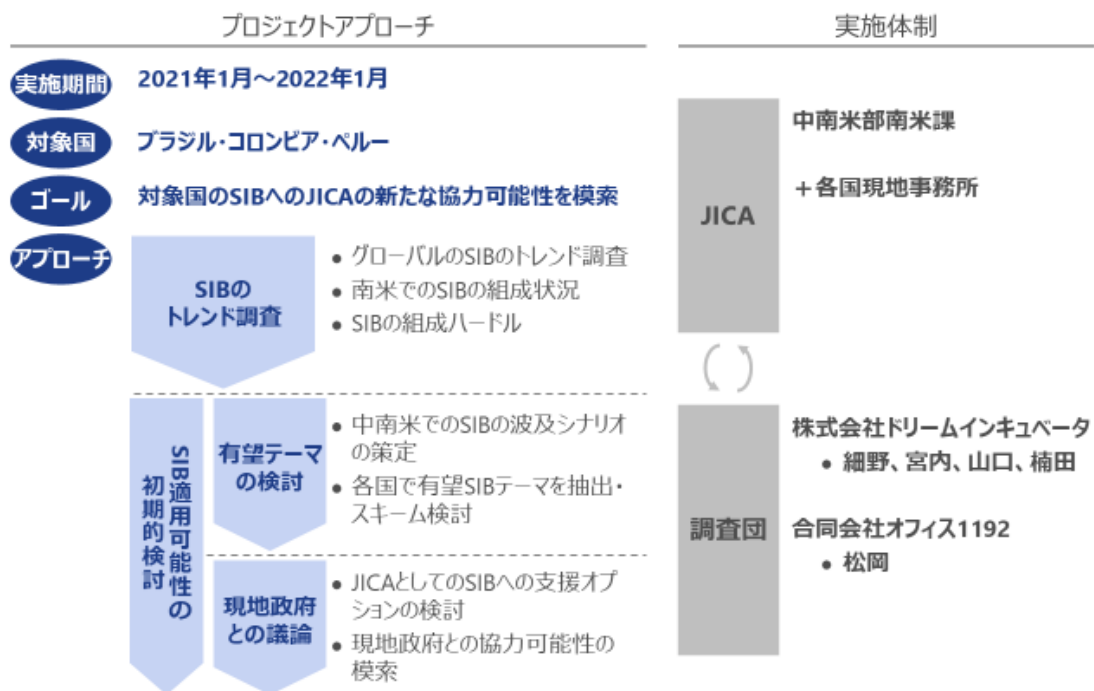 プロジェクトアプローチ
実施期間
2021年1月～2022年1月
対象国
ブラジル・コロンビア・ペルー
ゴール
対象国のSIBへのJICAの新たな協力可能性を模索
アプローチ
SIBの
トレンド調査
• グローバルのSIBのトレンド調査
• 南米でのSIBの組成状況
• SIBの組成ハードル
SIB適用可能性の
初期的検討
有望テーマ
の検討
• 中南米でのSIBの波及シナリオ
の策定
• 各国で有望SIBテーマを抽出・
スキーム検討
現地政府
との議論
• JICAとしてのSIBへの支援オプ
ションの検討
• 現地政府との協力可能性の
模索
実施体制
JICA
中南米部南米課
＋各国現地事務所
調査団
株式会社ドリームインキュベータ
• 細野、宮内、山口、楠田
合同会社オフィス1192
• 松岡